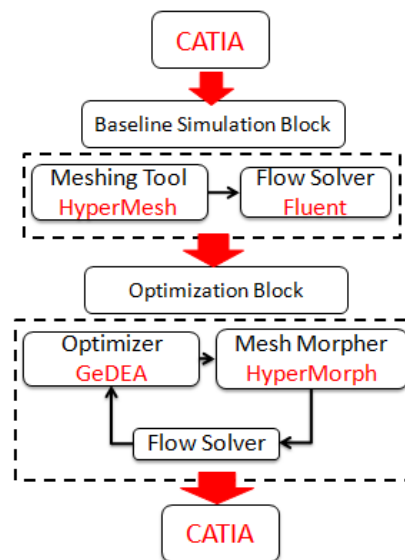 CATIA
Baseline Simulation Block
Meshing Tool
HyperMesh
Flow Solver
Fluent
Optimization Block
Optimizer
GeDEA
Mesh Morpher
HyperMorph
Flow Solver
CATIA